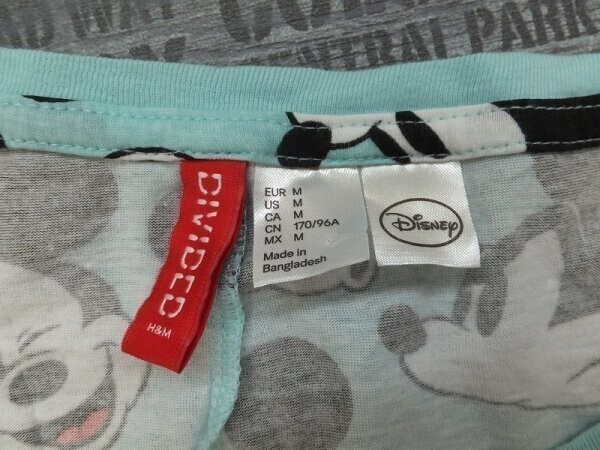 CENTRAL PARK
DIVIDED
H&M
EUR M
US M
CA M
CN 170/96A
MX M
Made in
Bangladesh
Disney